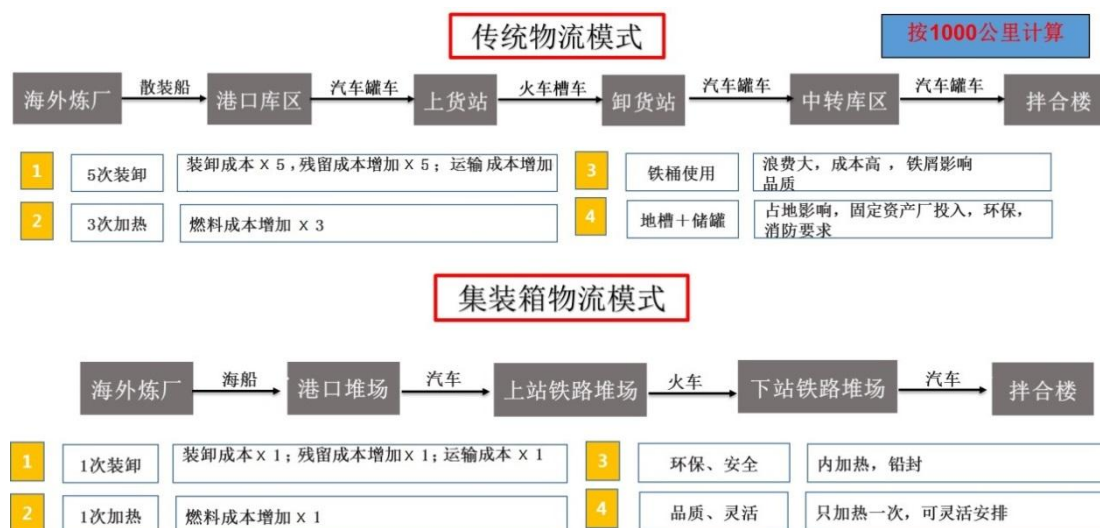 传统物流模式
按1000公里计算
散装船 汽车罐车 火车槽车 汽车罐车 汽车罐车
海外炼厂 港口库区 上货站 卸货站 中转库区 拌合楼
1 5次装卸 装卸成本×5,残留成本增加×5;运输成本增加
3 铁桶使用 浪费大,成本高,铁屑影响
品质
2 3次加热 燃料成本增加 ×3
4 地槽+储罐 占地影响,固定资产厂投入,环保,
消防要求
集装箱物流模式
海船 汽车 火车 汽车
海外炼厂 港口堆场 上站铁路堆场 下站铁路堆场 拌合楼
1 1次装卸 装卸成本×1;残留成本增加×1;运输成本×1
3 环保、安全 内加热,铅封
2 1次加热 燃料成本增加×1
4 品质、灵活 只加热一次,可灵活安排